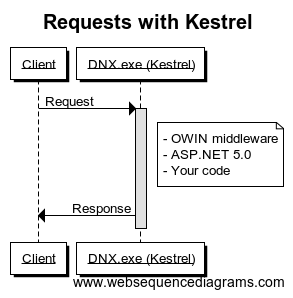 Requests with Kestrel
Client
DNX.exe (Kestrel)
Request
- OWIN middleware
- ASP.NET 5.0
- Your code
Response
Client
DNX.exe (Kestrel)
www.websequencediagrams.com